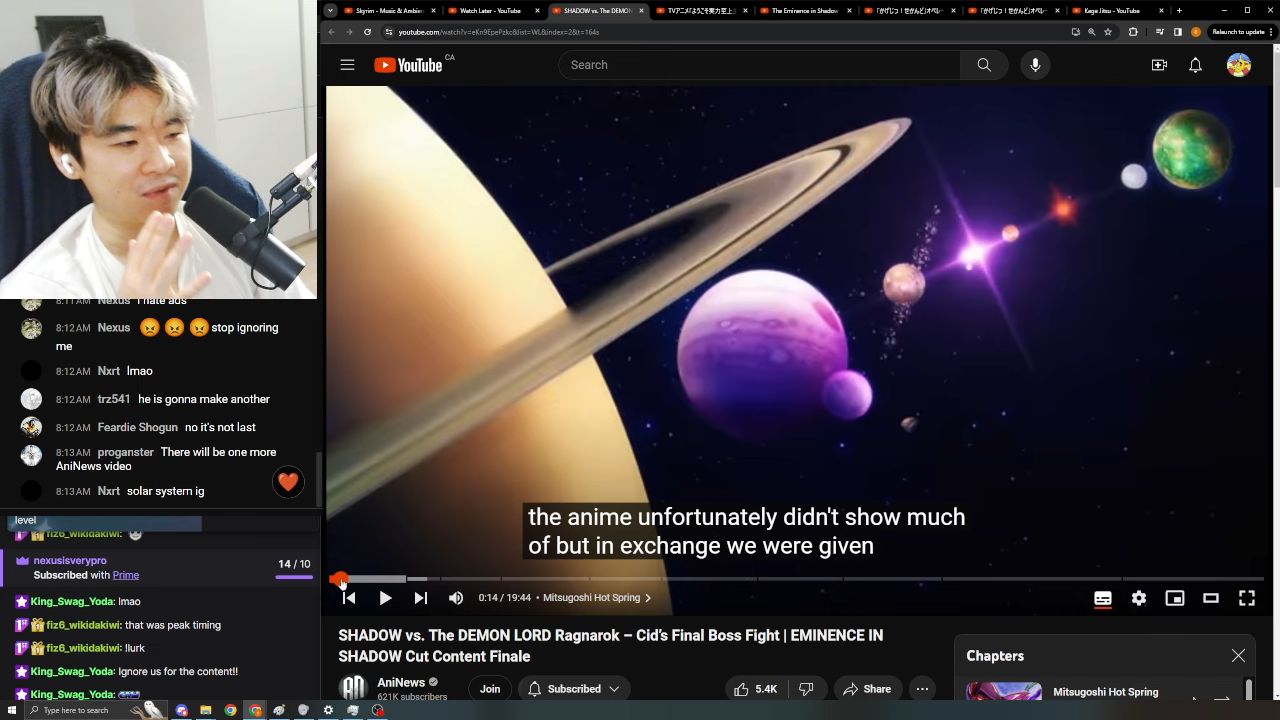 Sigrim - Music & Ambien
Watch Later - YouTube
SHADOW vs. The DEMON
The Eminence in Shadow
Kage Jitsu - YouTube
youtube.com/watch?v=eKn9EpePzkc&list=WL&index=2&t=164s
Relaunch to update
YouTube CA
Search
the anime unfortunately didn't show much
of but in exchange we were given
0:14 / 19:44 • Mitsugoshi Hot Spring
SHADOW vs. The DEMON LORD Ragnarok – Cid's Final Boss Fight | EMINENCE IN
SHADOW Cut Content Finale
AniNews
621K subscribers
Join
Subscribed
5.4K
Share
Chapters
Mitsugoshi Hot Spring
8:11 AM Nexus I hate ads
8:12 AM Nexus 😡 😡 😡 stop ignoring
me
8:12 AM Nxrt lmao
8:12 AM trz541 he is gonna make another
8:12 AM Feardie Shogun no it's not last
8:13 AM proganster There will be one more
AniNews video
8:13 AM Nxrt solar system ig
level
fiz6_wikidakiwi:
nexusisverypro
Subscribed with Prime
14 / 10
King_Swag_Yoda: lmao
fiz6_wikidakiwi: that was peak timing
fiz6_wikidakiwi: !lurk
King_Swag_Yoda: Ignore us for the content!!
King_Swag_Yoda:
Type here to search